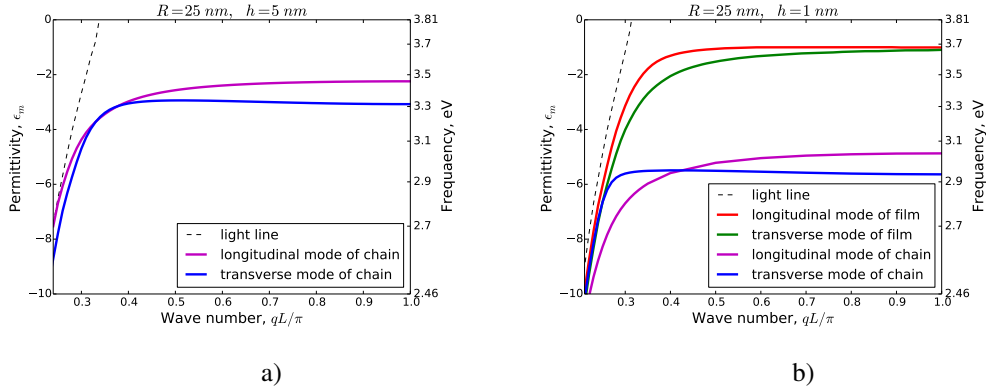 R=25 nm, h=5 nm
0
−2
−4
−6
−8
−10
Permittivity, ϵm
3.81
3.7
3.5
3.3
3.1
2.9
2.7
2.46
Frequaency, eV
light line
longitudinal mode of chain
transverse mode of chain
0.3 0.4 0.5 0.6 0.7 0.8 0.9 1.0
Wave number, qL/π
a)
R=25 nm, h=1 nm
0
−2
−4
−6
−8
−10
Permittivity, ϵm
3.81
3.7
3.5
3.3
3.1
2.9
2.7
2.46
Frequaency, eV
light line
longitudinal mode of film
transverse mode of film
longitudinal mode of chain
transverse mode of chain
0.3 0.4 0.5 0.6 0.7 0.8 0.9 1.0
Wave number, qL/π
b)